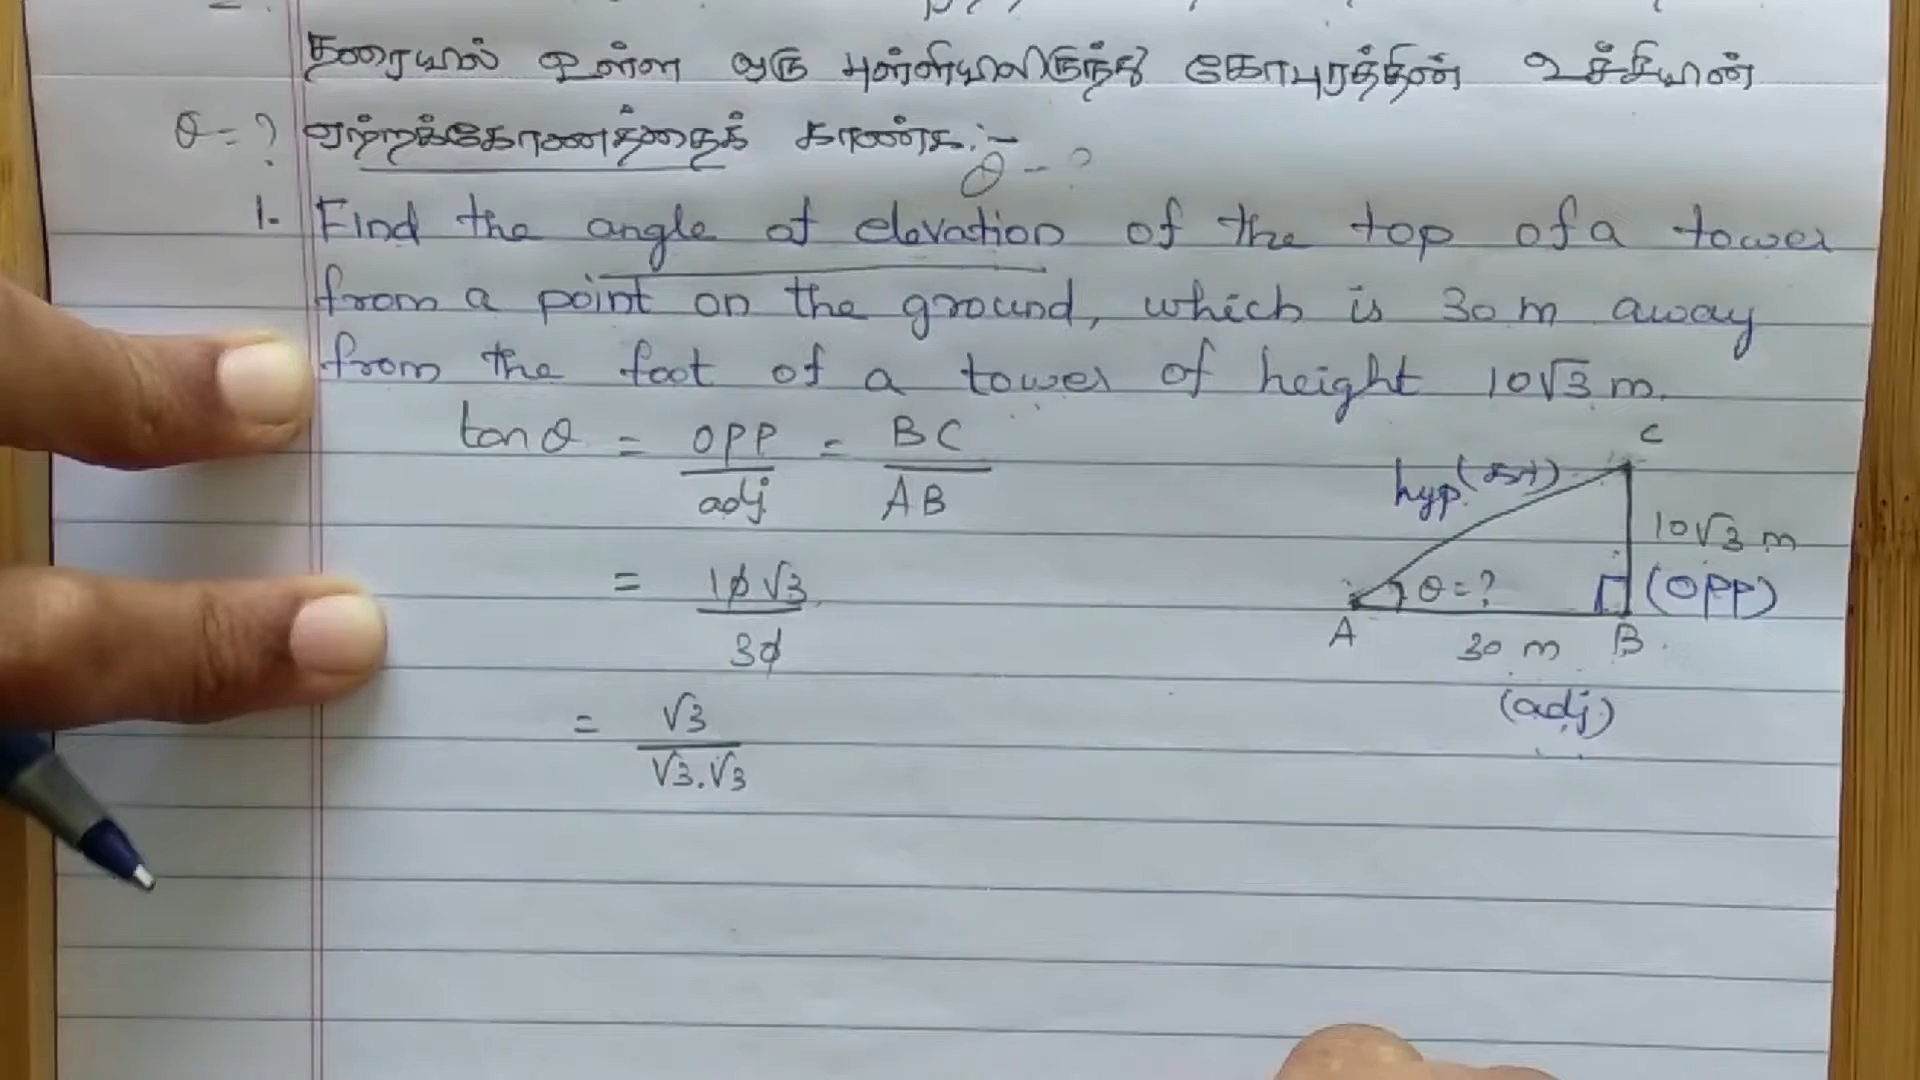 தரையில் உள்ள ஒரு புள்ளியிலிருந்து கோபுரத்தின் உச்சியின்
θ = ? ஏற்றக்கோணத்தைக் காண்க :-
θ - ?
1. Find the angle of elevation of the top of a tower
from a point on the ground, which is 30 m away
from the foot of a tower of height 10√3 m.
tan θ = opp/adj = BC/AB
= 10√3/30
= √3/√3.√3
C
hyp
10√3 m
θ = ?
(opp)
A 30 m B
(adj)